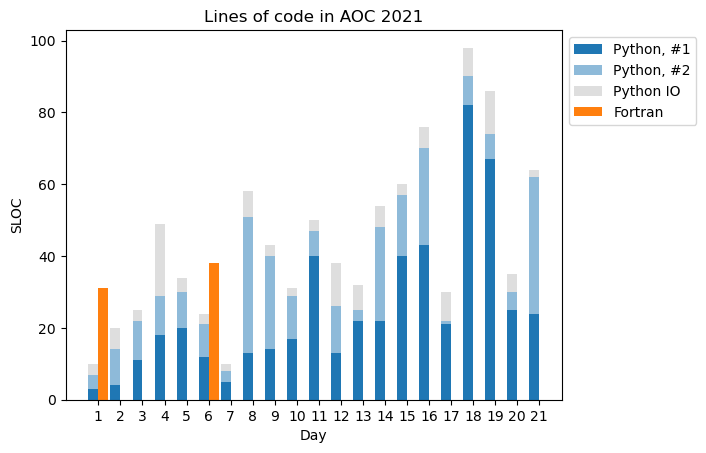 Lines of code in AOC 2021
100
80
60
40
20
0
SLOC
1 2 3 4 5 6 7 8 9 10 11 12 13 14 15 16 17 18 19 20 21
Day
Python, #1
Python, #2
Python IO
Fortran